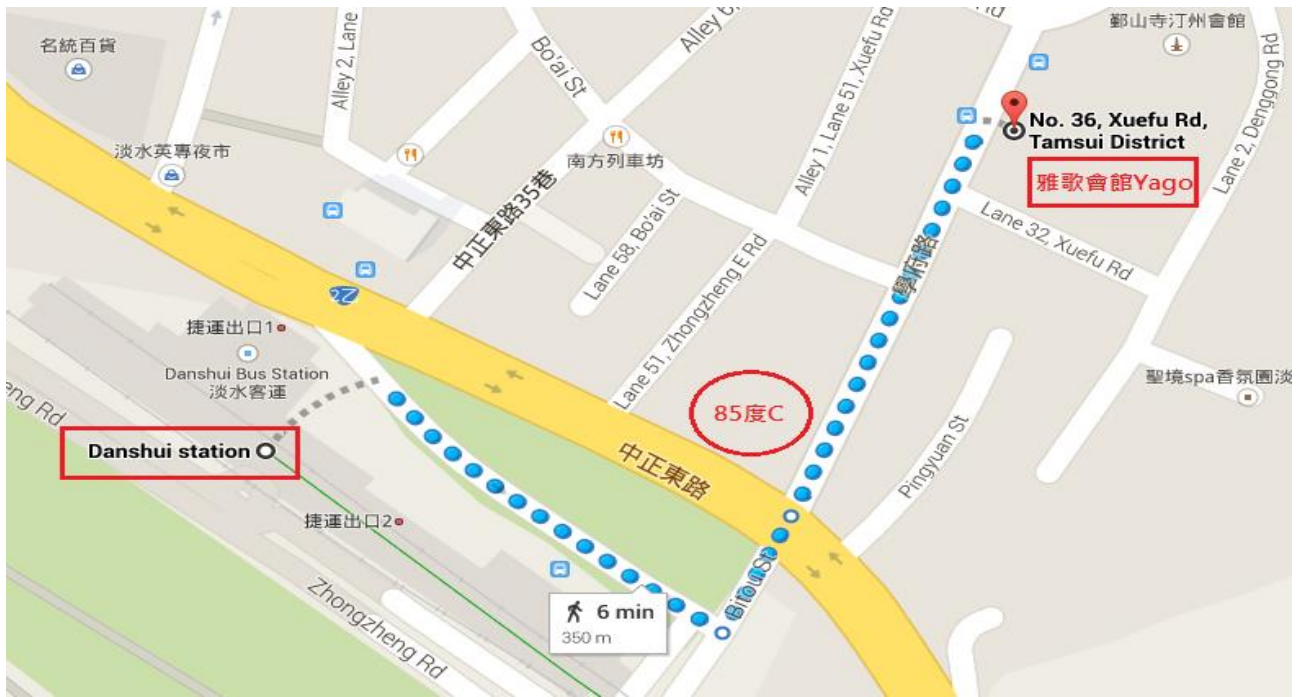 名統百貨
Alley 2, Lane
Bo'ai St
Alley 6,
鄞山寺汀州會館
Lane 2, Denggong Rd
Alley 1, Lane 51, Xuefu Rd
No. 36, Xuefu Rd,
Tamsui District
雅歌會館Yago
淡水英專夜市
南方列車坊
中正東路35巷
Lane 58, Bo'ai St
Lane 32, Xuefu Rd
學府路
Lane 51, Zhongzheng E Rd
捷運出口1
Danshui Bus Station
淡水客運
聖境spa香氛園淡
eng Rd
85度C
Danshui station
中正東路
Pingyuan St
捷運出口2
Bitou St
6 min
350 m
Zhongzheng Rd